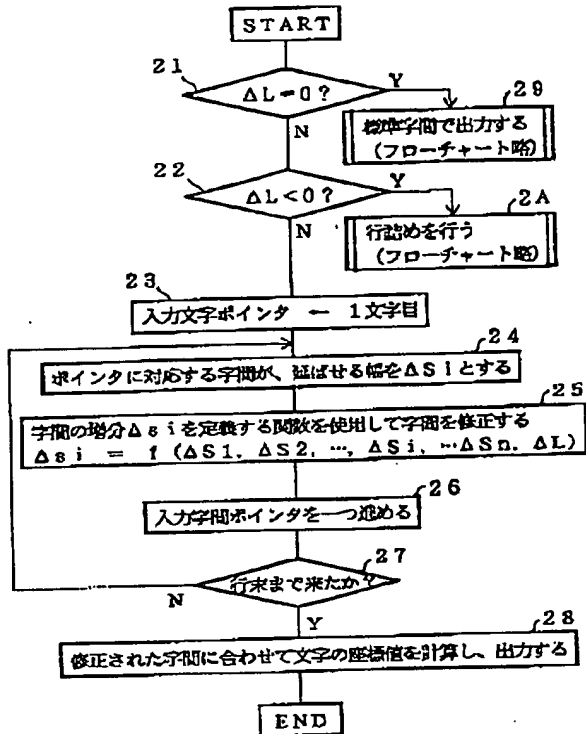 START
21
ΔL=0?
Y
29
標準字間で出力する
(フローチャート略)
N
22
ΔL<0?
Y
2A
行詰めを行う
(フローチャート略)
N
23
入力文字ポインタ ← 1文字目
24
ポインタに対応する字間が、延ばせる幅をΔSiとする
25
字間の増分Δsiを定義する関数を使用して字間を修正する
Δsi = f (ΔS1, ΔS2, …, ΔSi, …ΔSn. ΔL)
26
入力字間ポインタを一つ進める
27
行末まで来たか?
N
Y
28
修正された字間に合わせて文字の座標値を計算し、出力する
END